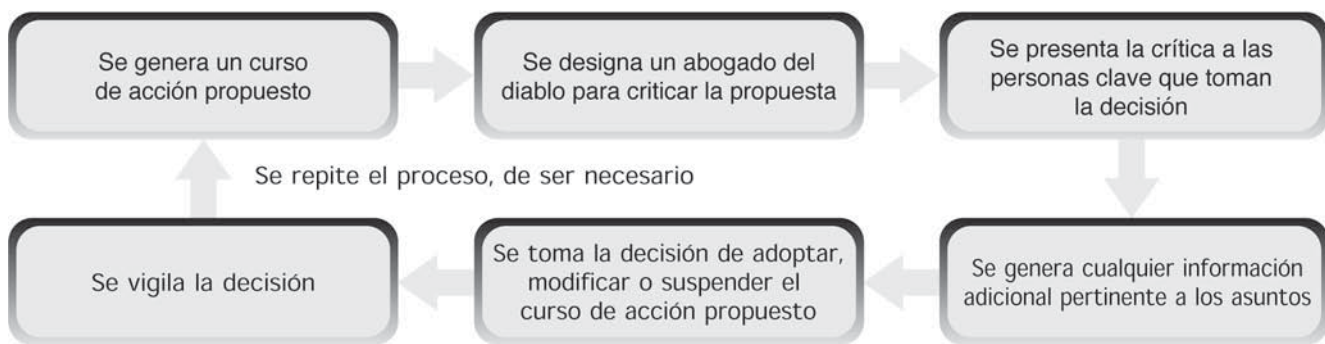 Se genera un curso
de acción propuesto
Se designa un abogado del
diablo para criticar la propuesta
Se presenta la crítica a las
personas clave que toman
la decisión
Se repite el proceso, de ser necesario
Se vigila la decisión
Se toma la decisión de adoptar,
modificar o suspender el
curso de acción propuesto
Se genera cualquier información
adicional pertinente a los asuntos